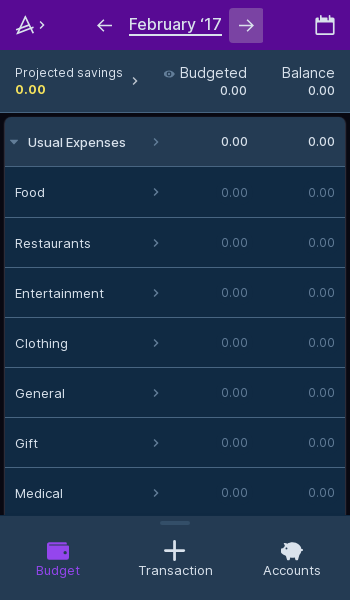 February ‘17
Projected savings Budgeted Balance
0.00 0.00 0.00
Usual Expenses 0.00 0.00
Food 0.00 0.00
Restaurants 0.00 0.00
Entertainment 0.00 0.00
Clothing 0.00 0.00
General 0.00 0.00
Gift 0.00 0.00
Medical 0.00 0.00
Budget Transaction Accounts